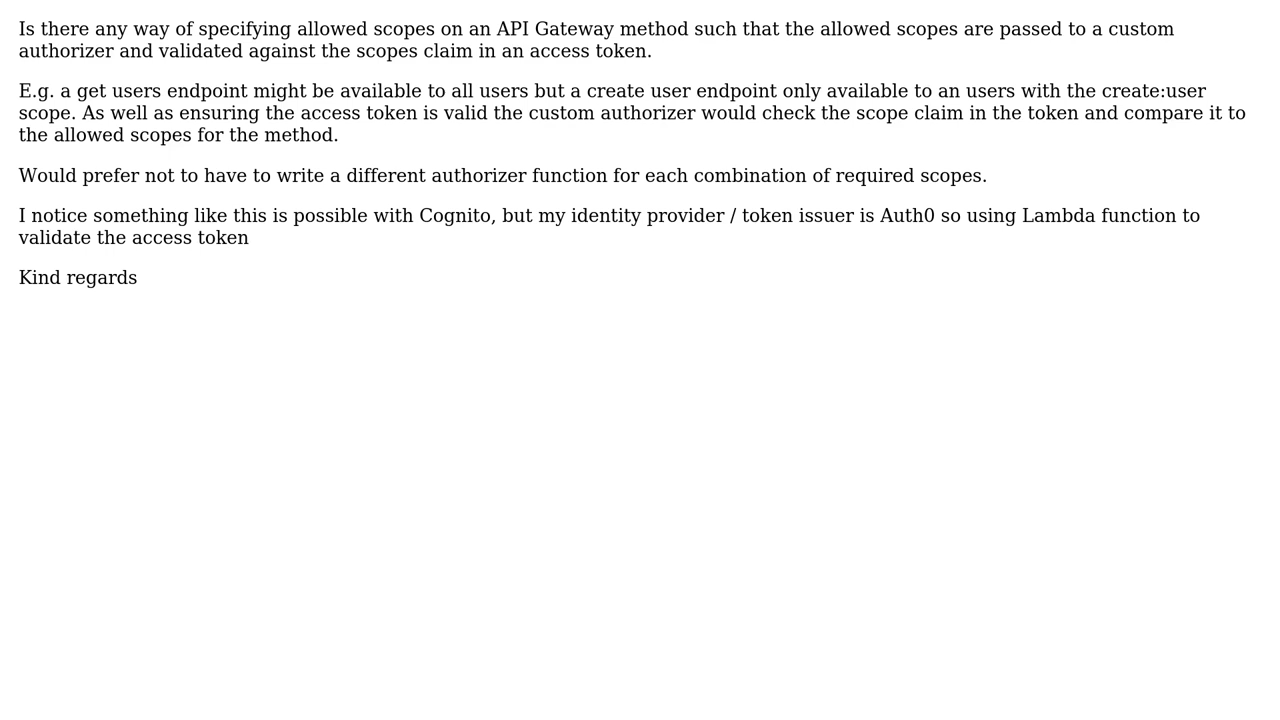 Is there any way of specifying allowed scopes on an API Gateway method such that the allowed scopes are passed to a custom
authorizer and validated against the scopes claim in an access token.
E.g. a get users endpoint might be available to all users but a create user endpoint only available to an users with the create:user
scope. As well as ensuring the access token is valid the custom authorizer would check the scope claim in the token and compare it to
the allowed scopes for the method.
Would prefer not to have to write a different authorizer function for each combination of required scopes.
I notice something like this is possible with Cognito, but my identity provider / token issuer is Auth0 so using Lambda function to
validate the access token
Kind regards